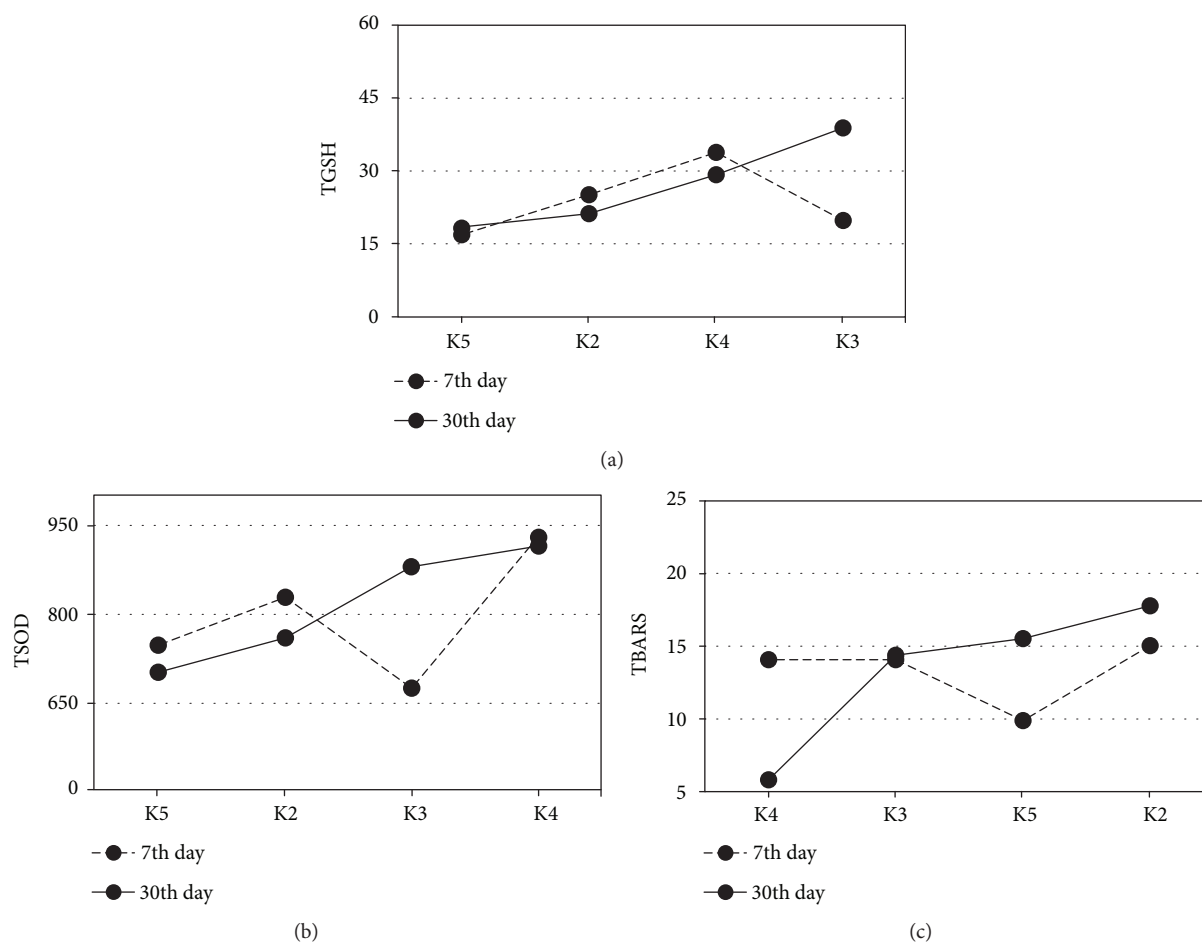 60
45
TGSH
30
15
0
K5 K2 K4 K3
7th day
30th day
(a)
950
800
TSOD
650
0
K5 K2 K3 K4
7th day
30th day
(b)
25
20
TBARS
15
10
5
K4 K3 K5 K2
7th day
30th day
(c)